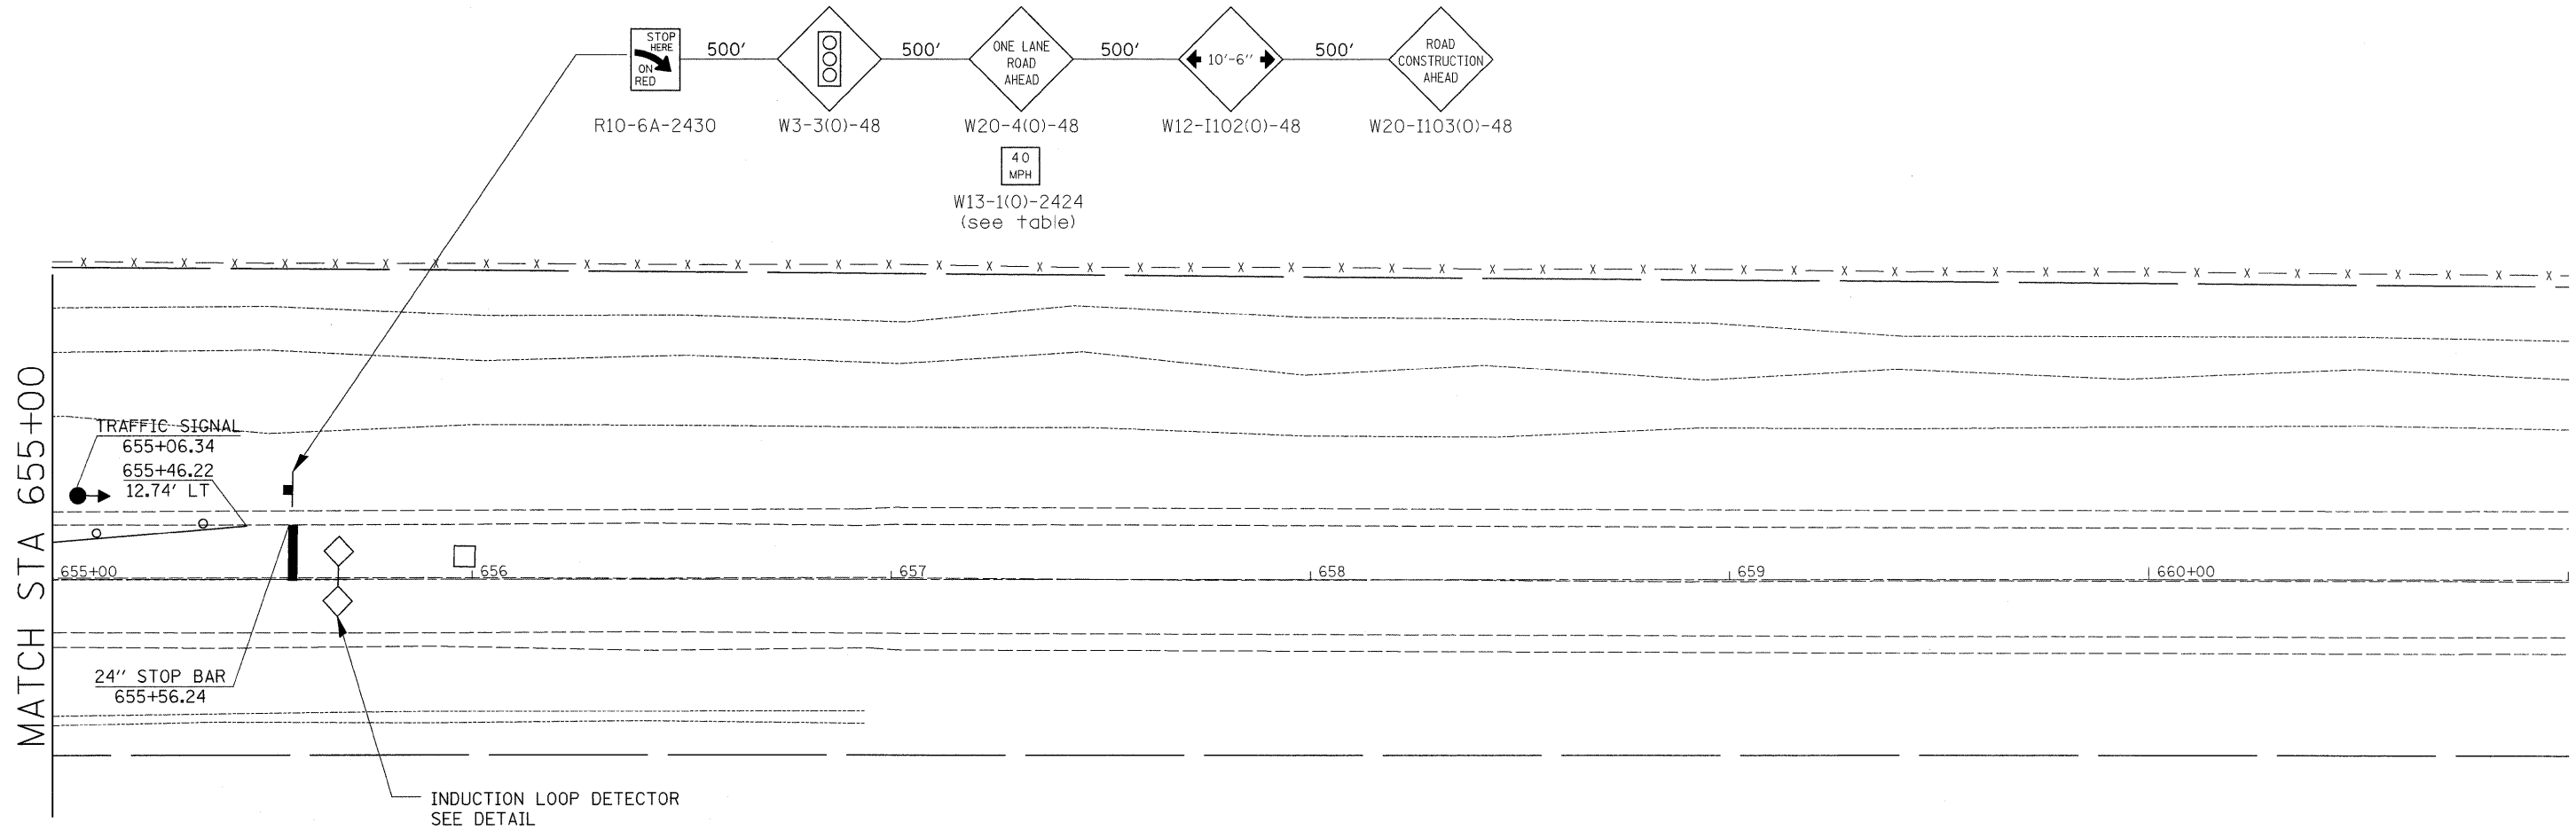 STOP
HERE
ON
RED
500'
500'
ONE LANE
ROAD
AHEAD
500'
10'-6"
500'
ROAD
CONSTRUCTION
AHEAD
R10-6A-2430
W3-3(O)-48
W20-4(O)-48
W12-I102(O)-48
W20-I103(O)-48
40
MPH
W13-1(O)-2424
(see table)
MATCH STA 655+00
TRAFFIC SIGNAL
655+06.34
655+46.22
12.74' LT
655+00
656
657
658
659
660+00
24" STOP BAR
655+56.24
INDUCTION LOOP DETECTOR
SEE DETAIL